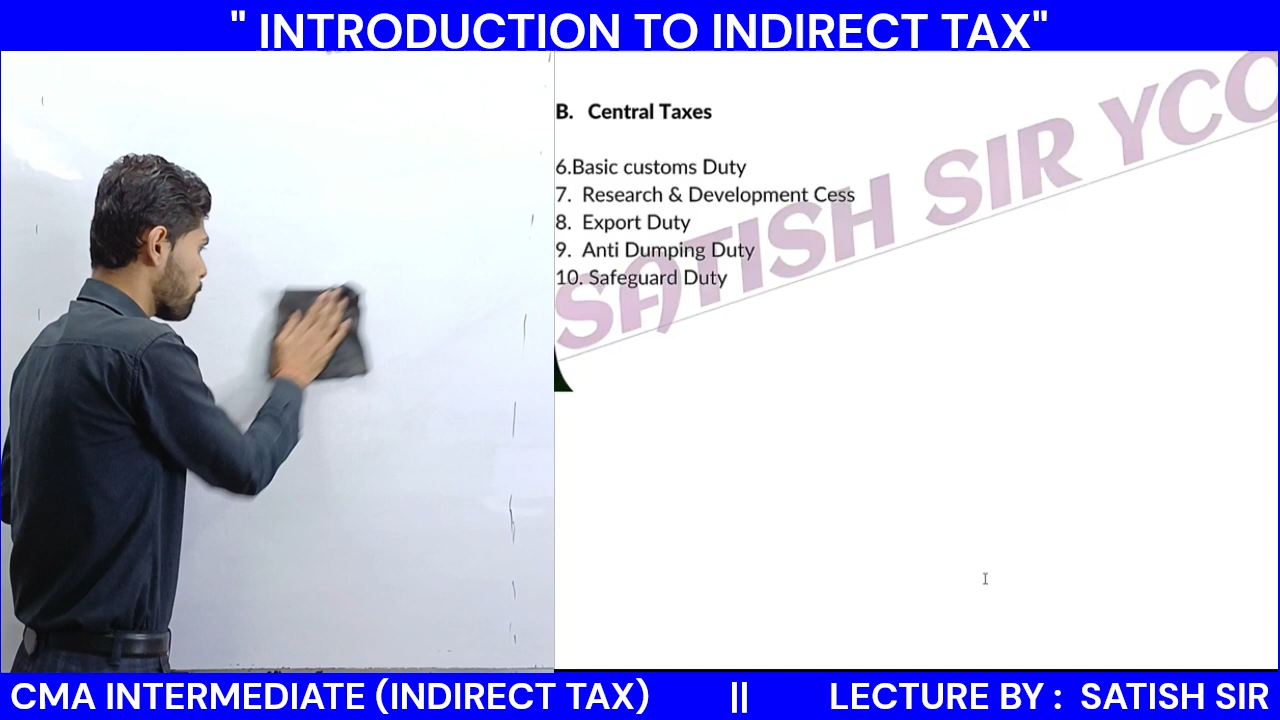 " INTRODUCTION TO INDIRECT TAX"
B. Central Taxes
6.Basic customs Duty
7. Research & Development Cess
8. Export Duty
9. Anti Dumping Duty
10. Safeguard Duty
SATISH SIR YCC
CMA INTERMEDIATE (INDIRECT TAX) || LECTURE BY : SATISH SIR